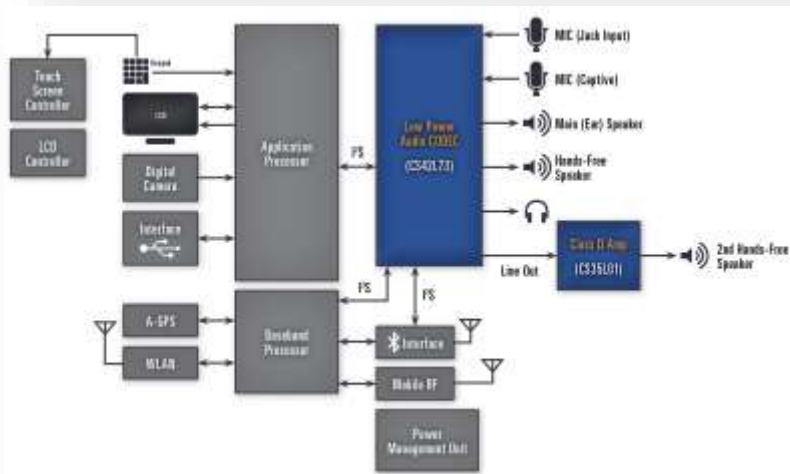 Keypad
Touch
Screen
Controller
LCD
LCD
Controller
Digital
Camera
Interface
Application
Processor
I²S
Low Power
Audio CODEC
(CS42L73)
MIC (Jack Input)
MIC (Captive)
Main (Ear) Speaker
Hands-Free
Speaker
Line Out
Class D Amp
(CS35L01)
2nd Hands-Free
Speaker
I²S
I²S
A-GPS
WLAN
Baseband
Processor
Interface
Mobile RF
Power
Management Unit